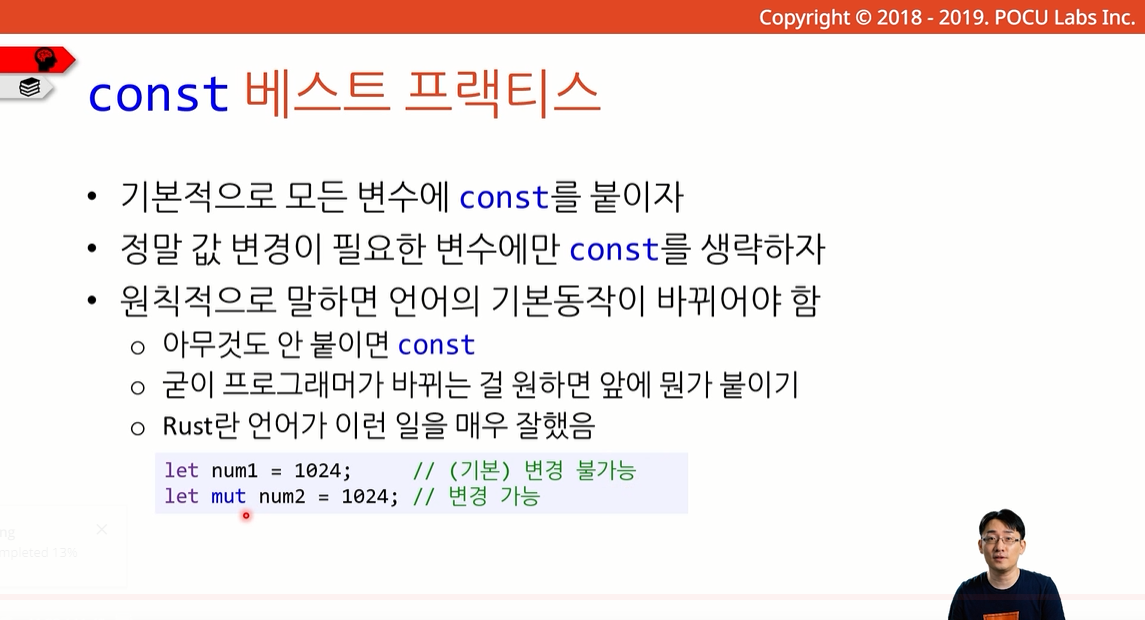 Copyright © 2018 - 2019. POCU Labs Inc.
const 베스트 프랙티스
• 기본적으로 모든 변수에 const를 붙이자
• 정말 값 변경이 필요한 변수에만 const를 생략하자
• 원칙적으로 말하면 언어의 기본동작이 바뀌어야 함
○ 아무것도 안 붙이면 const
○ 굳이 프로그래머가 바뀌는 걸 원하면 앞에 뭔가 붙이기
○ Rust란 언어가 이런 일을 매우 잘했음
let num1 = 1024; // (기본) 변경 불가능
let mut num2 = 1024; // 변경 가능
ng
mpleted 13%